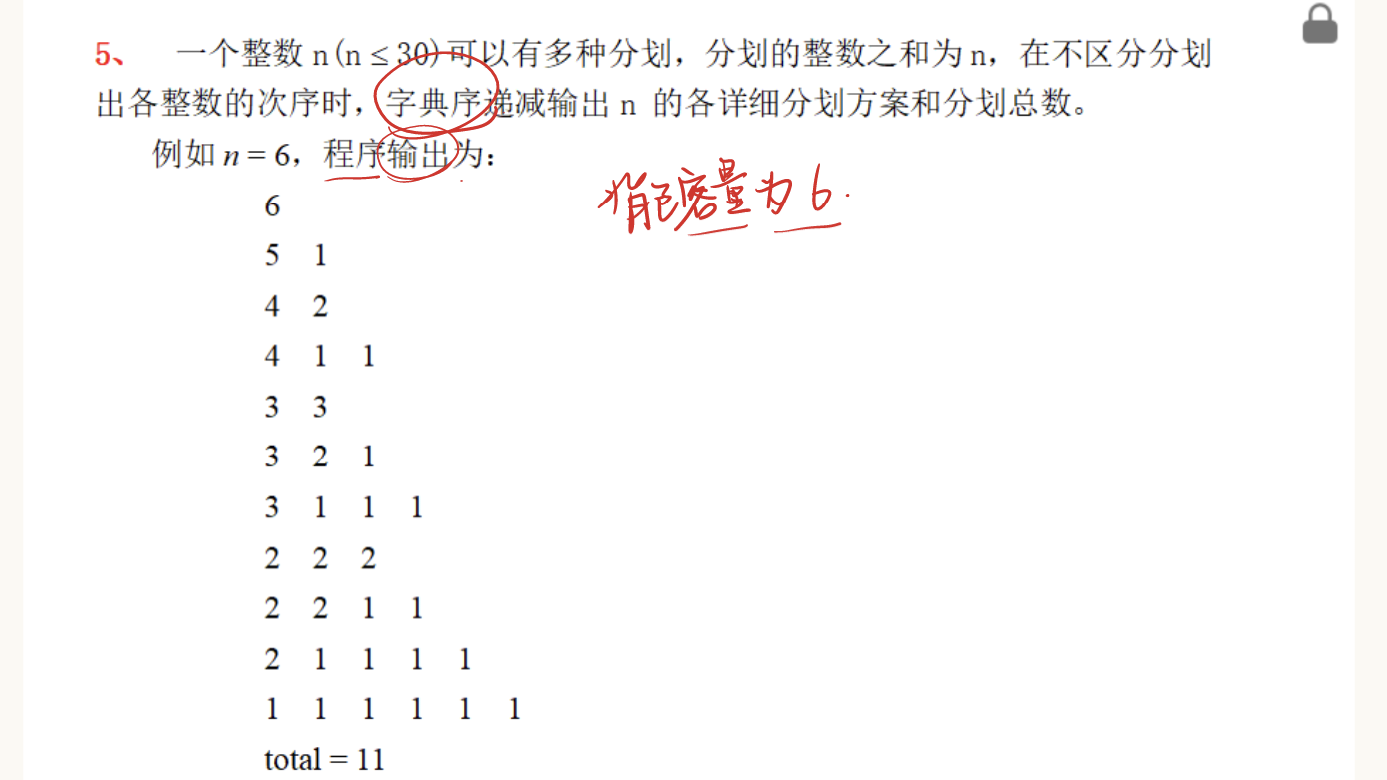 5、 一个整数 n(n ≤ 30)可以有多种分划，分划的整数之和为 n，在不区分分划
出各整数的次序时，字典序递减输出 n 的各详细分划方案和分划总数。
例如 n = 6，程序输出为：
背包容量为 6.
6
5 1
4 2
4 1 1
3 3
3 2 1
3 1 1 1
2 2 2
2 2 1 1
2 1 1 1 1
1 1 1 1 1 1
total = 11